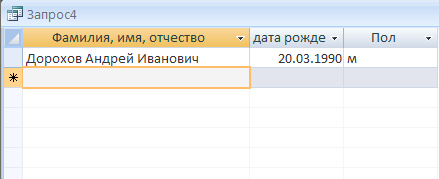 Запрос4
Фамилия, имя, отчество дата рожде Пол
Дорохов Андрей Иванович 20.03.1990 м